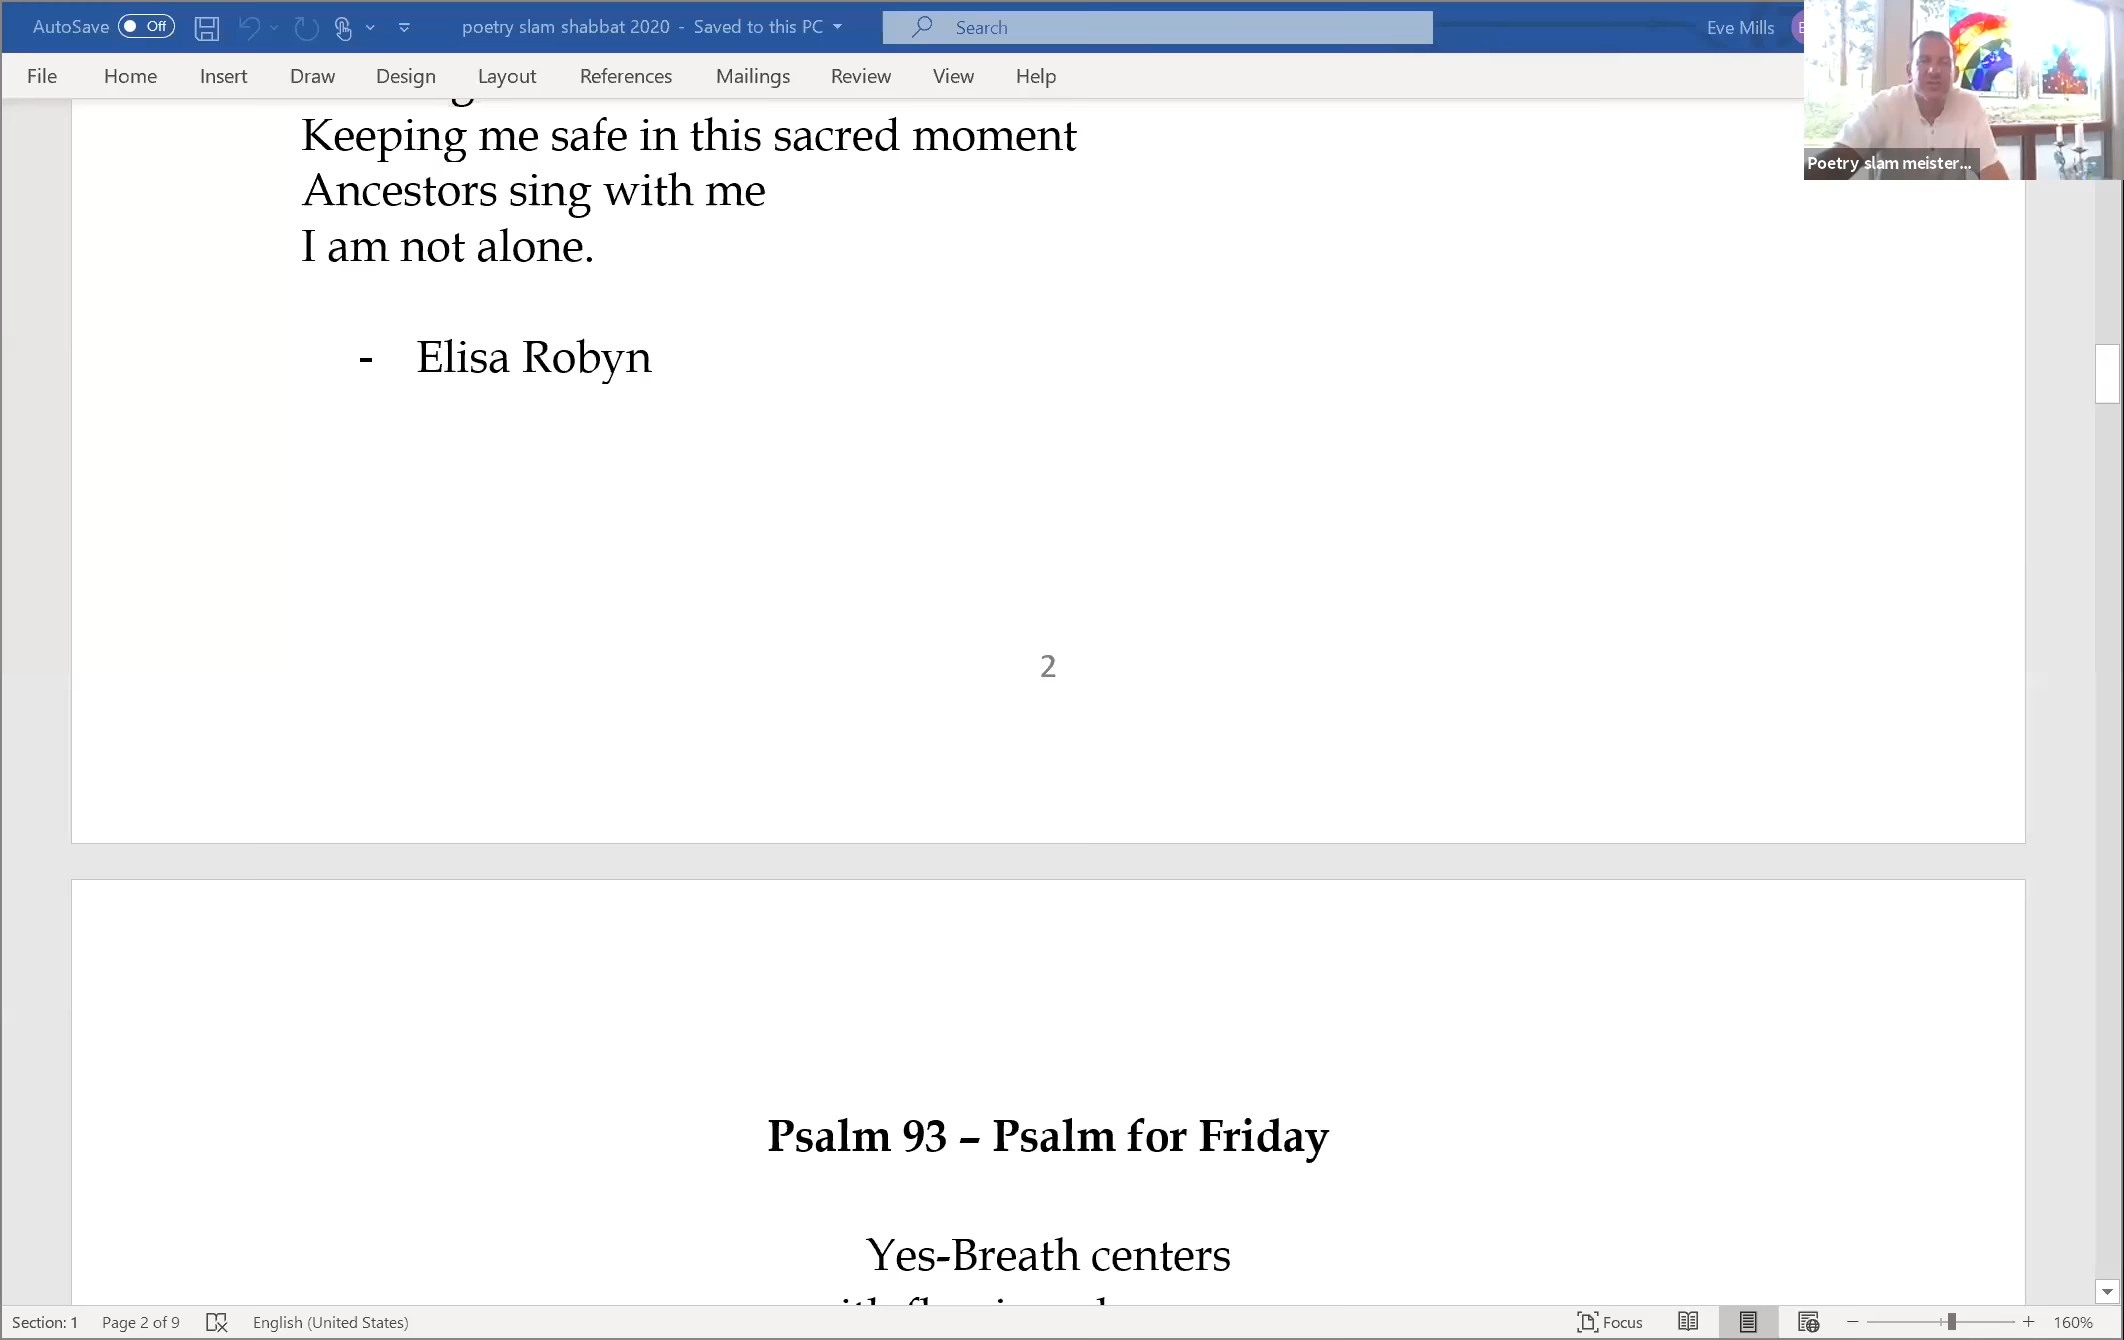 AutoSave Off poetry slam shabbat 2020 - Saved to this PC Search Eve Mills
File Home Insert Draw Design Layout References Mailings Review View Help
Poetry slam meister...
Keeping me safe in this sacred moment
Ancestors sing with me
I am not alone.
- Elisa Robyn
2
Psalm 93 – Psalm for Friday
Yes-Breath centers
Section: 1 Page 2 of 9 English (United States) Focus 160%